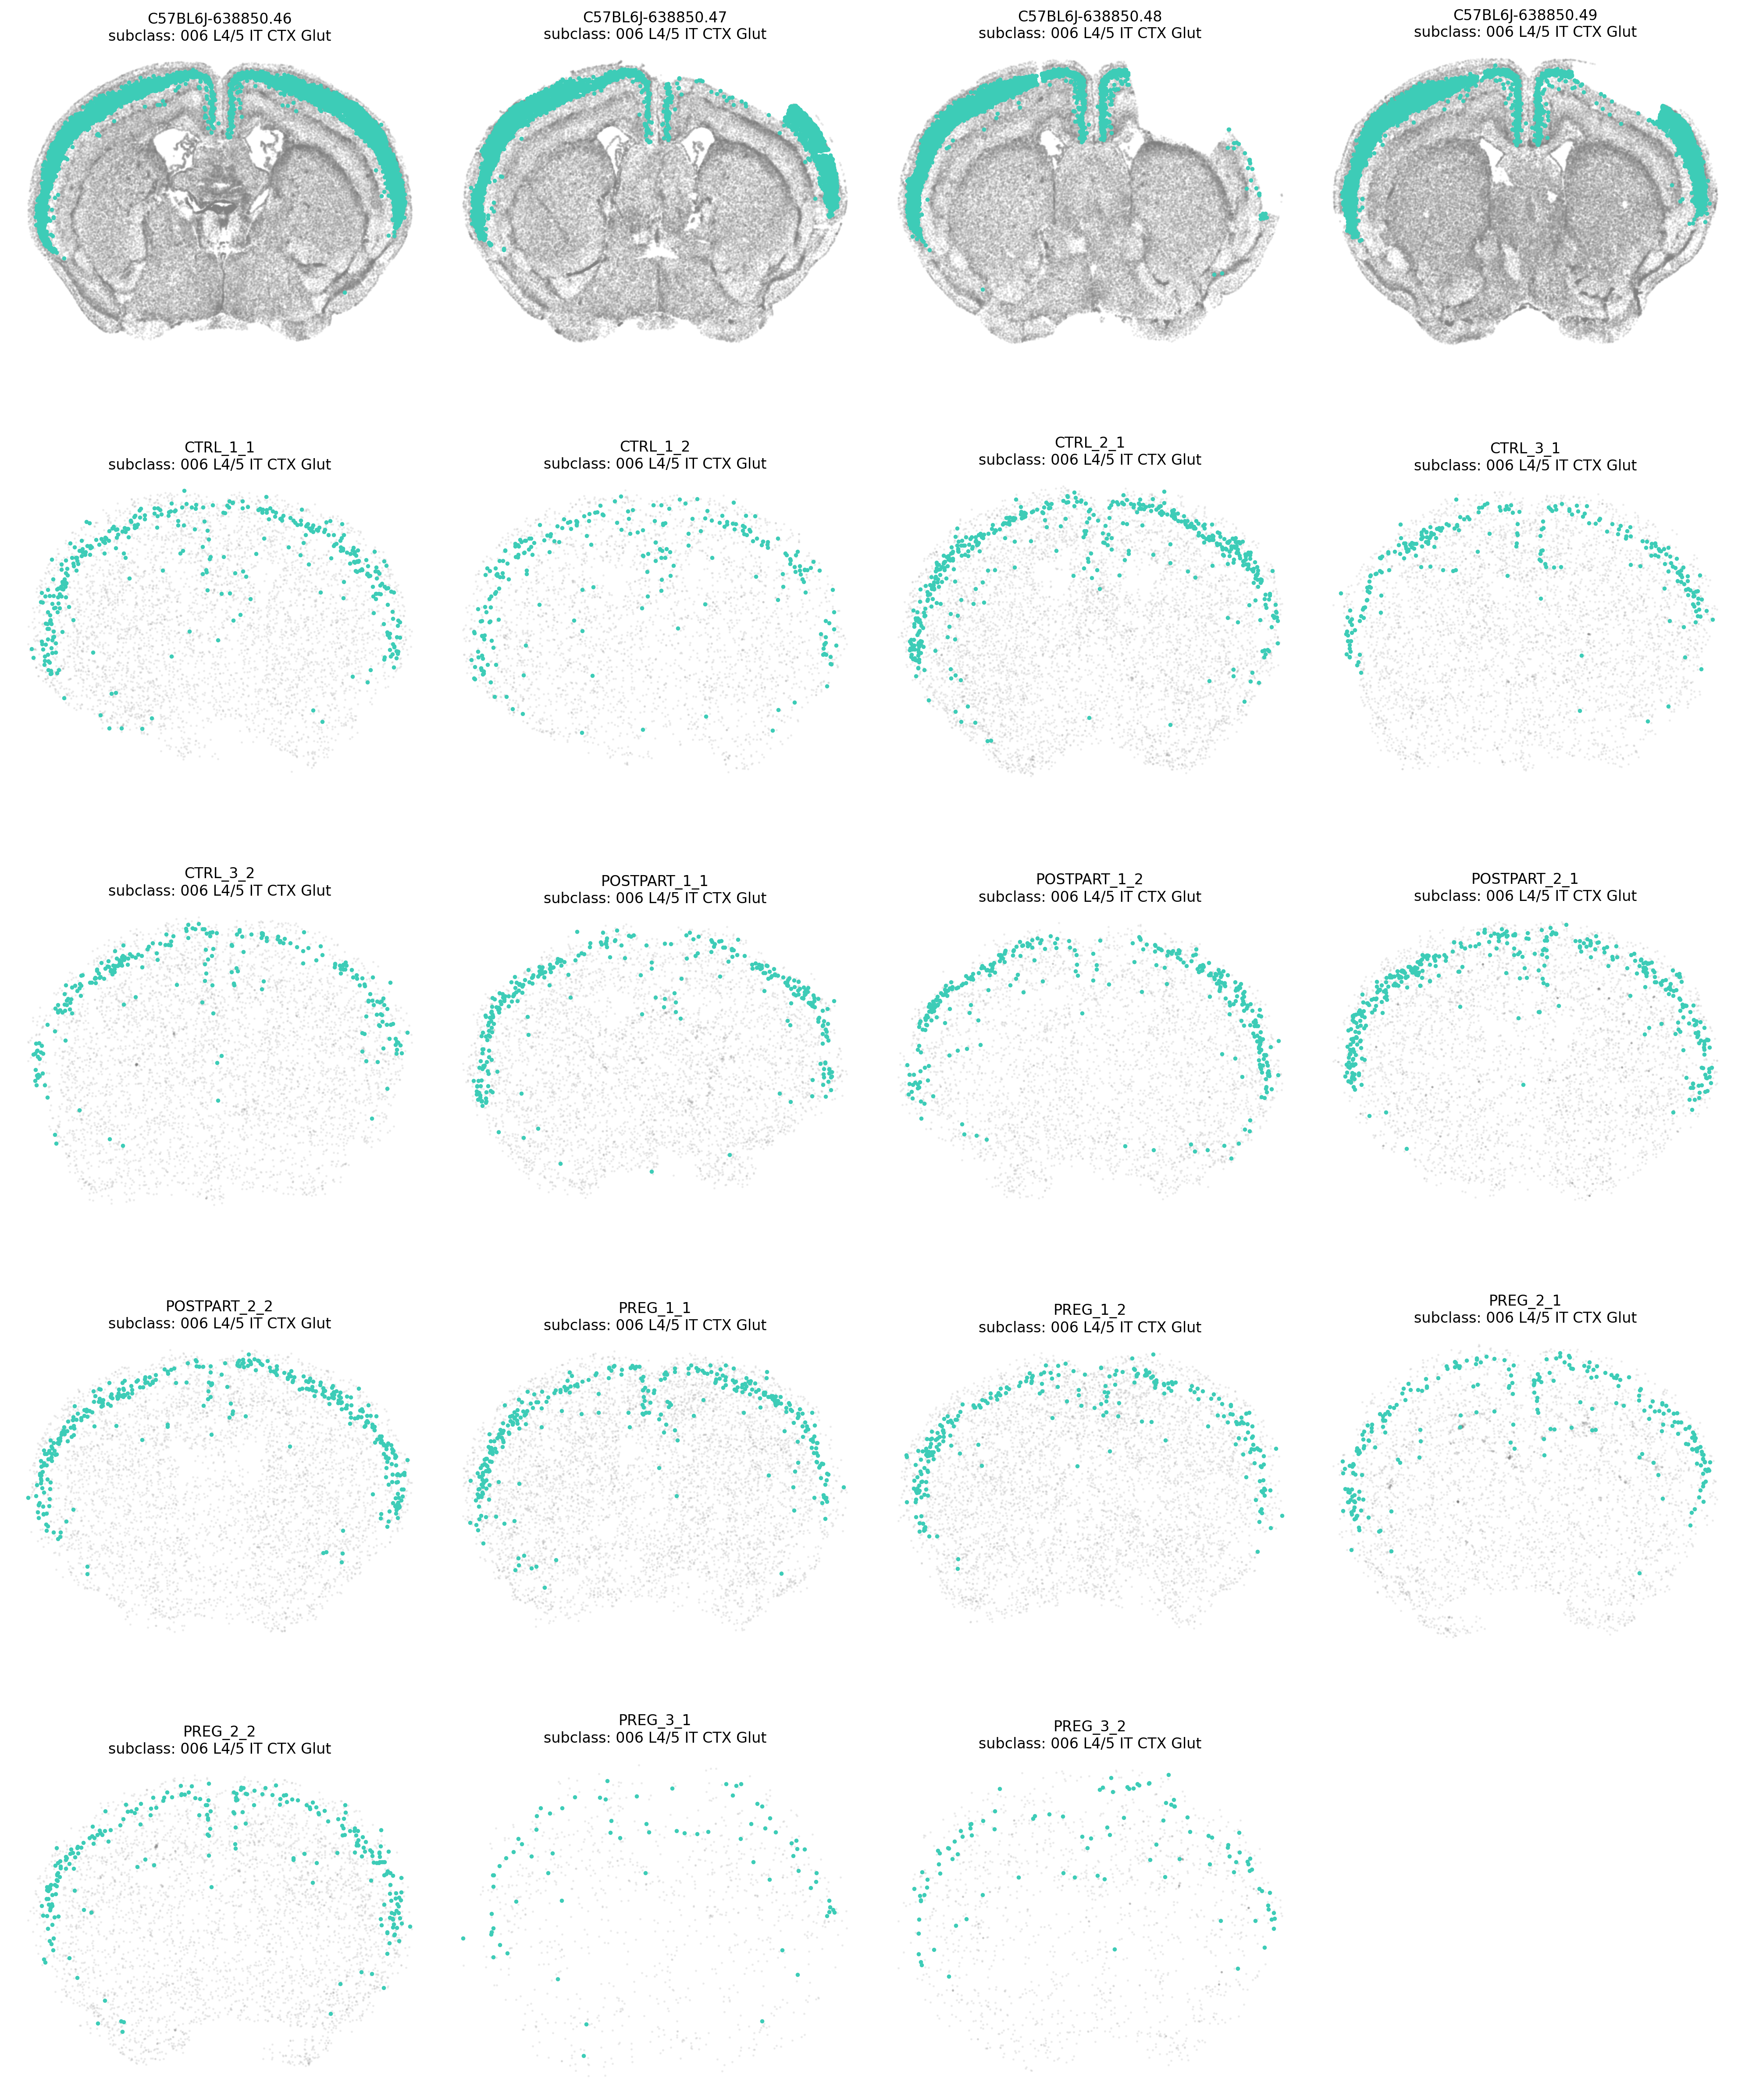 C57BL6J-638850.46
subclass: 006 L4/5 IT CTX Glut
C57BL6J-638850.47
subclass: 006 L4/5 IT CTX Glut
C57BL6J-638850.48
subclass: 006 L4/5 IT CTX Glut
C57BL6J-638850.49
subclass: 006 L4/5 IT CTX Glut
CTRL_1_1
subclass: 006 L4/5 IT CTX Glut
CTRL_1_2
subclass: 006 L4/5 IT CTX Glut
CTRL_2_1
subclass: 006 L4/5 IT CTX Glut
CTRL_3_1
subclass: 006 L4/5 IT CTX Glut
CTRL_3_2
subclass: 006 L4/5 IT CTX Glut
POSTPART_1_1
subclass: 006 L4/5 IT CTX Glut
POSTPART_1_2
subclass: 006 L4/5 IT CTX Glut
POSTPART_2_1
subclass: 006 L4/5 IT CTX Glut
POSTPART_2_2
subclass: 006 L4/5 IT CTX Glut
PREG_1_1
subclass: 006 L4/5 IT CTX Glut
PREG_1_2
subclass: 006 L4/5 IT CTX Glut
PREG_2_1
subclass: 006 L4/5 IT CTX Glut
PREG_2_2
subclass: 006 L4/5 IT CTX Glut
PREG_3_1
subclass: 006 L4/5 IT CTX Glut
PREG_3_2
subclass: 006 L4/5 IT CTX Glut